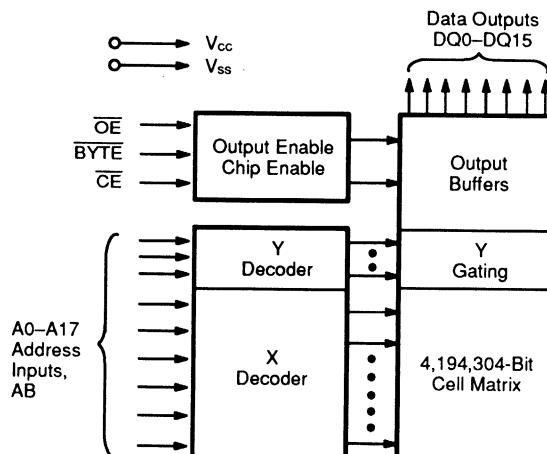 Data Outputs
DQ0–DQ15
Vcc
Vss
OE
BYTE
CE
Output Enable
Chip Enable
Output
Buffers
Y
Decoder
Y
Gating
A0–A17
Address
Inputs,
AB
X
Decoder
4,194,304-Bit
Cell Matrix